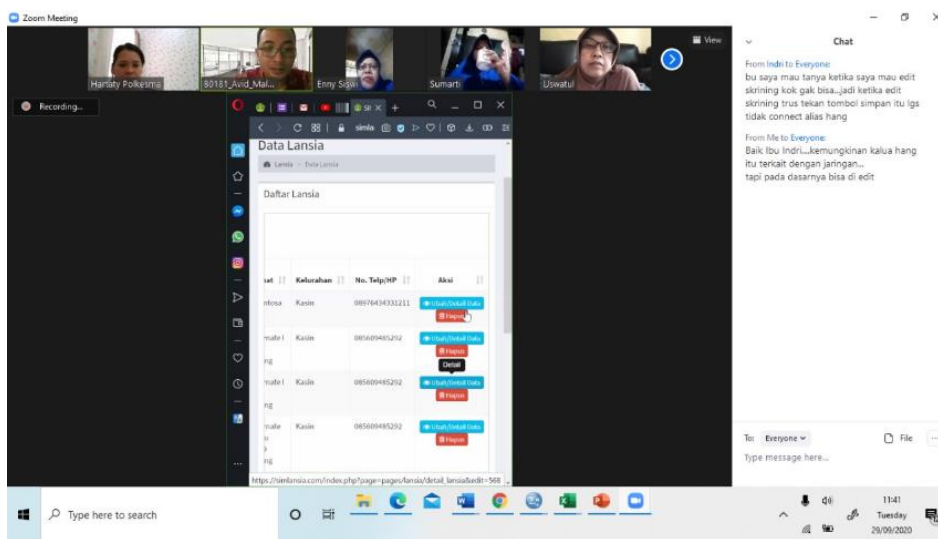 Zoom Meeting
Hartaty Polkesma
80181_Avid_Mal...
Enny Siswi
Sumarti
Uswatul
View
Recording...
simla
Data Lansia
Lansia - Data Lansia
Daftar Lansia
Kelurahan No. Telp/HP Aksi
Kasin 08976434331211 Ubah/Detail Data
Hapus
Kasin 085609485292 Ubah/Detail Data
Hapus
Detail
Kasin 085609485292 Ubah/Detail Data
Hapus
Kasin 085609485292 Ubah/Detail Data
Hapus
https://simlansia.com/index.php?page=pages/lansia/detail_lansia&edit=568
Chat
From Indri to Everyone:
bu saya mau tanya ketika saya mau edit
skrining kok gak bisa...jadi ketika edit
skrining trus tekan tombol simpan itu lgs
tidak connect alias hang
From Me to Everyone:
Baik Ibu Indri....kemungkinan kalua hang
itu terkait dengan jaringan...
tapi pada dasarnya bisa di edit
To: Everyone
File
Type message here...
Type here to search
11:41
Tuesday
29/09/2020